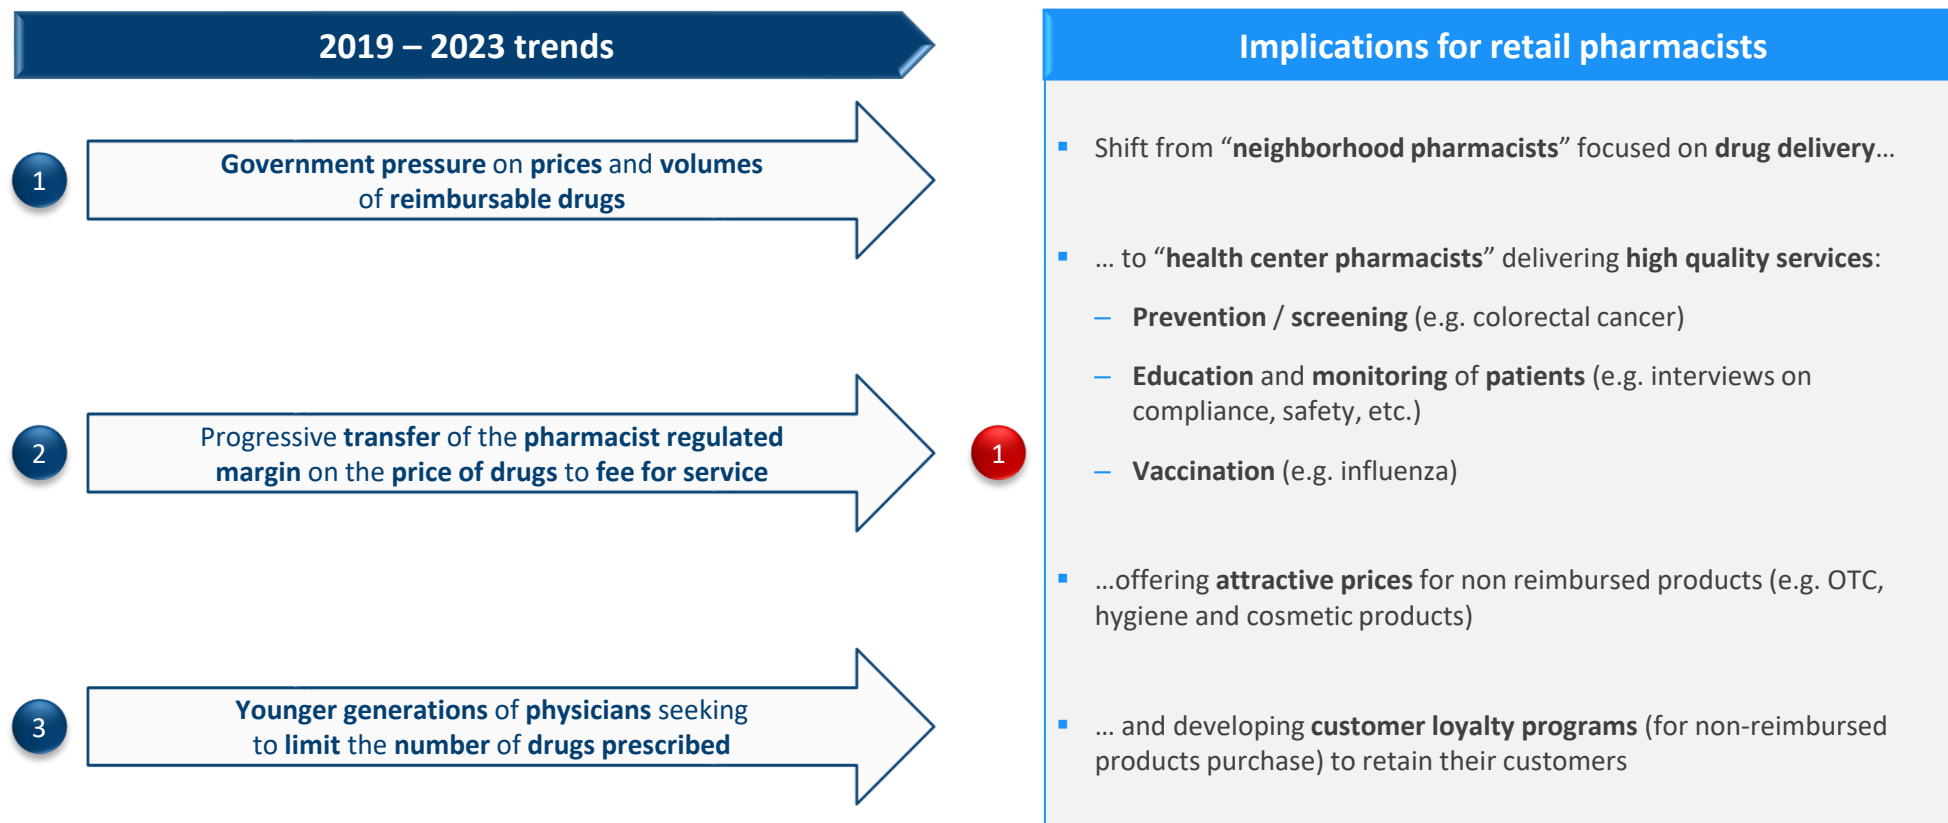 2019 – 2023 trends
1
Government pressure on prices and volumes
of reimbursable drugs
2
Progressive transfer of the pharmacist regulated
margin on the price of drugs to fee for service
3
Younger generations of physicians seeking
to limit the number of drugs prescribed
1
Implications for retail pharmacists
▪ Shift from “neighborhood pharmacists” focused on drug delivery…
▪ … to “health center pharmacists” delivering high quality services:
– Prevention / screening (e.g. colorectal cancer)
– Education and monitoring of patients (e.g. interviews on
compliance, safety, etc.)
– Vaccination (e.g. influenza)
▪ …offering attractive prices for non reimbursed products (e.g. OTC,
hygiene and cosmetic products)
▪ … and developing customer loyalty programs (for non-reimbursed
products purchase) to retain their customers